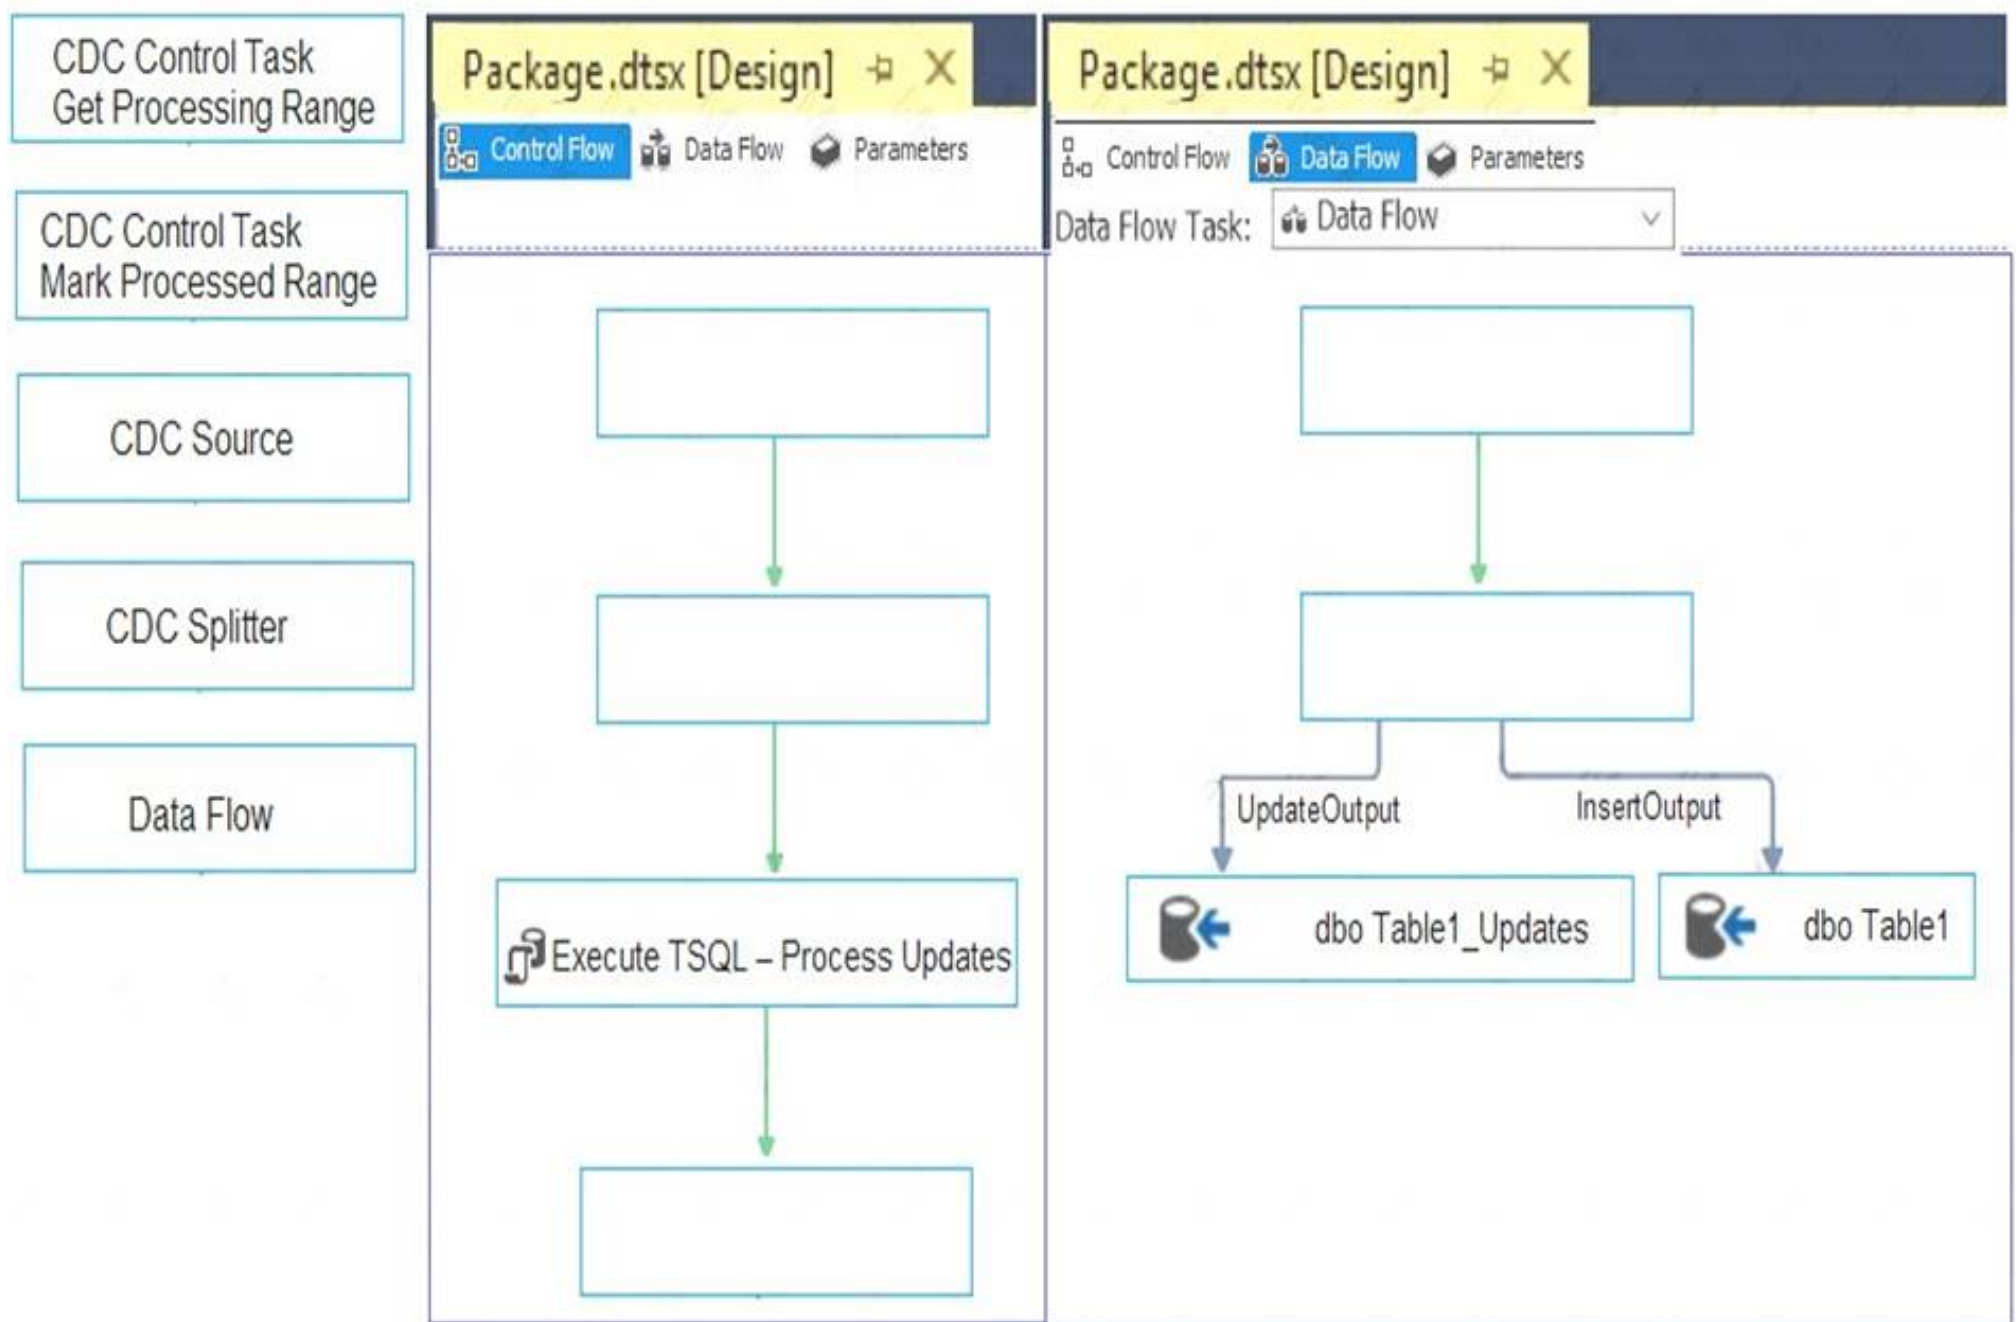 CDC Control Task
Get Processing Range
CDC Control Task
Mark Processed Range
CDC Source
CDC Splitter
Data Flow
Package.dtsx [Design]
Control Flow Data Flow Parameters
Execute TSQL – Process Updates
Package.dtsx [Design]
Control Flow Data Flow Parameters
Data Flow Task: Data Flow
UpdateOutput InsertOutput
dbo Table1_Updates dbo Table1